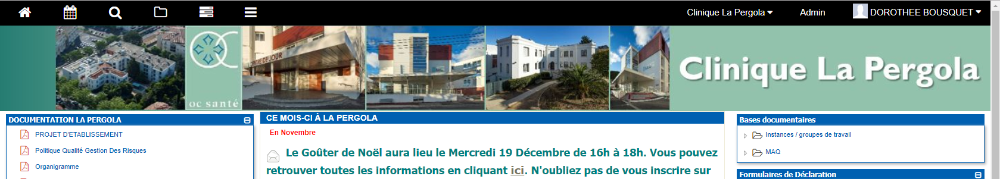 Clinique La Pergola
Admin
DOROTHEE BOUSQUET
CENTRE DE JOUR
oc santé
Clinique La Pergola
DOCUMENTATION LA PERGOLA
PROJET D'ETABLISSEMENT
Politique Qualité Gestion Des Risques
Organigramme
CE MOIS-CI À LA PERGOLA
En Novembre
Le Goûter de Noël aura lieu le Mercredi 19 Décembre de 16h à 18h. Vous pouvez
retrouver toutes les informations en cliquant ici. N'oubliez pas de vous inscrire sur
Bases documentaires
Instances / groupes de travail
MAQ
Formulaires de Déclaration